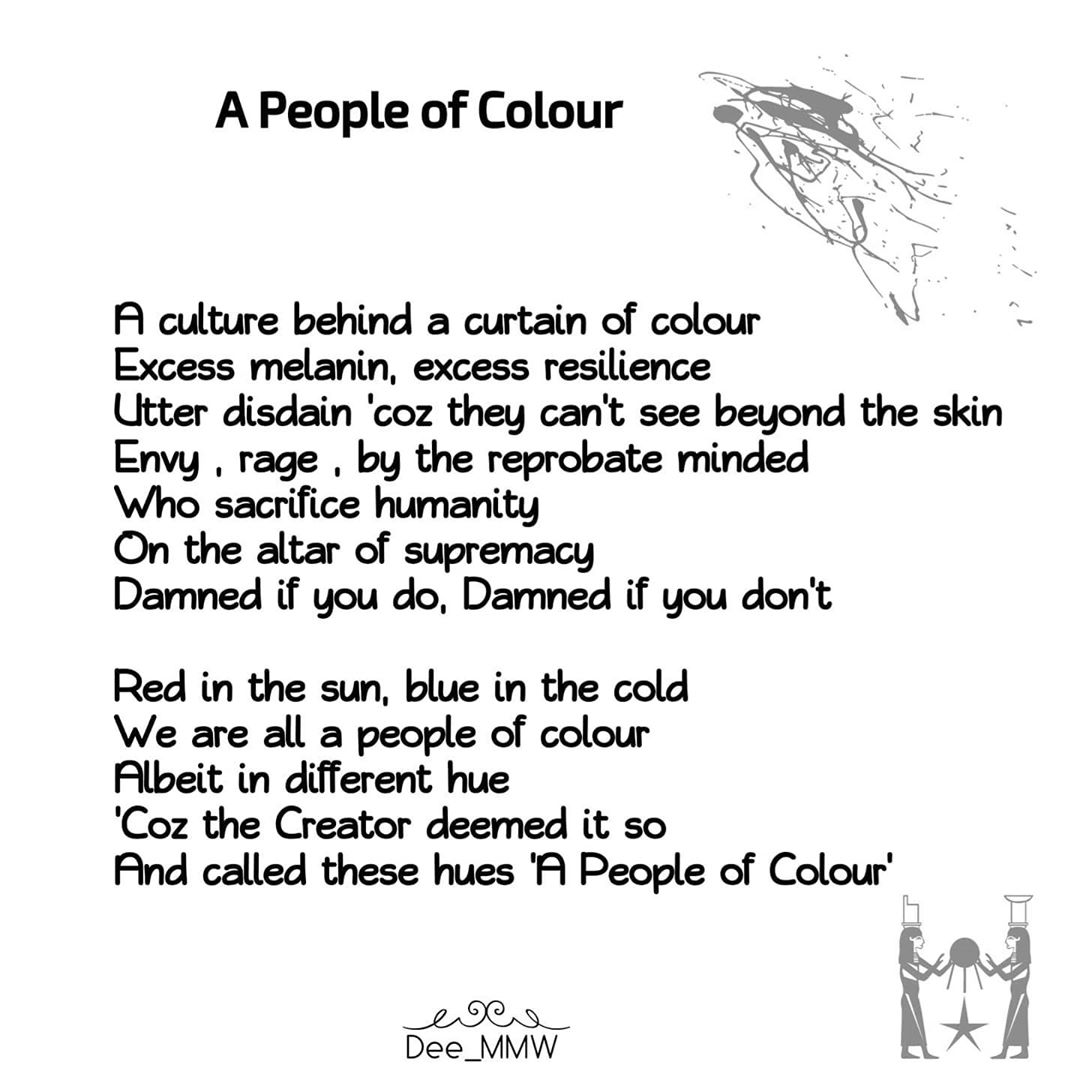 A People of Colour
A culture behind a curtain of colour
Excess melanin, excess resilience
Utter disdain 'coz they can't see beyond the skin
Envy , rage , by the reprobate minded
Who sacrifice humanity
On the altar of supremacy
Damned if you do, Damned if you don't
Red in the sun, blue in the cold
We are all a people of colour
Albeit in different hue
'Coz the Creator deemed it so
And called these hues 'A People of Colour'
Dee_MMW